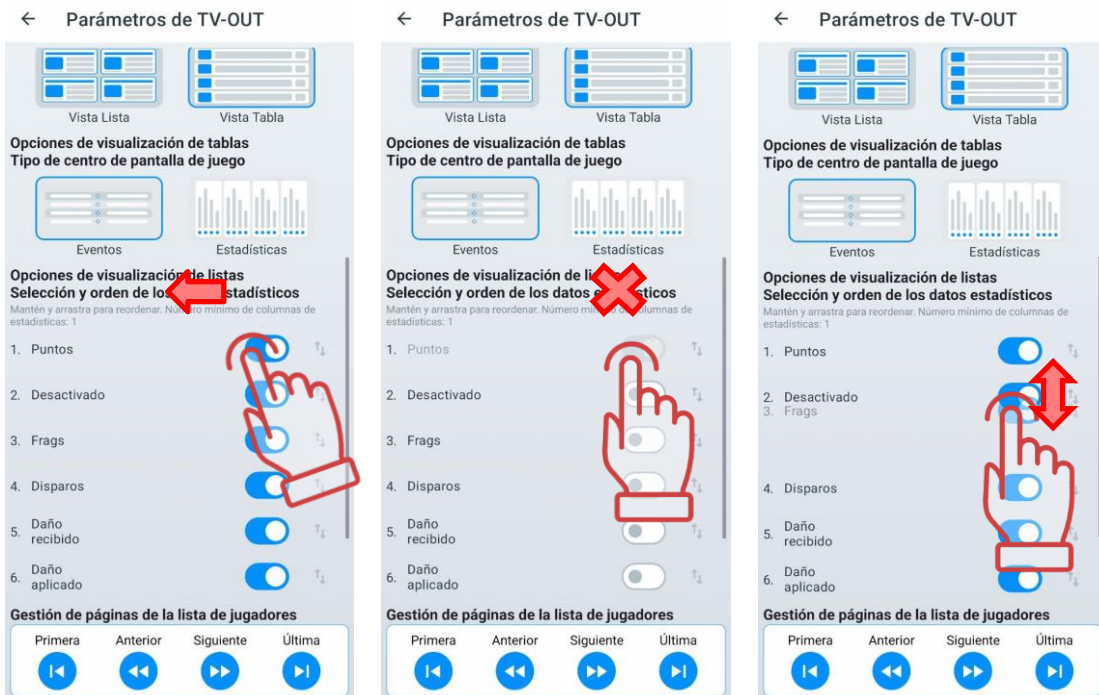 Parámetros de TV-OUT
Vista Lista Vista Tabla
Opciones de visualización de tablas
Tipo de centro de pantalla de juego
Eventos Estadísticas
Opciones de visualización de listas
Selección y orden de los estadísticos
Mantén y arrastra para reordenar. Número mínimo de columnas de
estadísticas: 1
1. Puntos
2. Desactivado
3. Frags
4. Disparos
5. Daño
recibido
6. Daño
aplicado
Gestión de páginas de la lista de jugadores
Primera Anterior Siguiente Última
Parámetros de TV-OUT
Vista Lista Vista Tabla
Opciones de visualización de tablas
Tipo de centro de pantalla de juego
Eventos Estadísticas
Opciones de visualización de
Selección y orden de los datos
Mantén y arrastra para reordenar. Número de columnas de
estadísticas: 1
1. Puntos
2. Desactivado
3. Frags
4. Disparos
5. Daño
recibido
6. Daño
aplicado
Gestión de páginas de la lista de jugadores
Primera Anterior Siguiente Última
Parámetros de TV-OUT
Vista Lista Vista Tabla
Opciones de visualización de tablas
Tipo de centro de pantalla de juego
Eventos Estadísticas
Opciones de visualización de listas
Selección y orden de los datos estadísticos
Mantén y arrastra para reordenar. Número mínimo de columnas de
estadísticas: 1
1. Puntos
2. Desactivado
3. Frags
4. Disparos
5. Daño
recibido
6. Daño
aplicado
Gestión de páginas de la lista de jugadores
Primera Anterior Siguiente Última